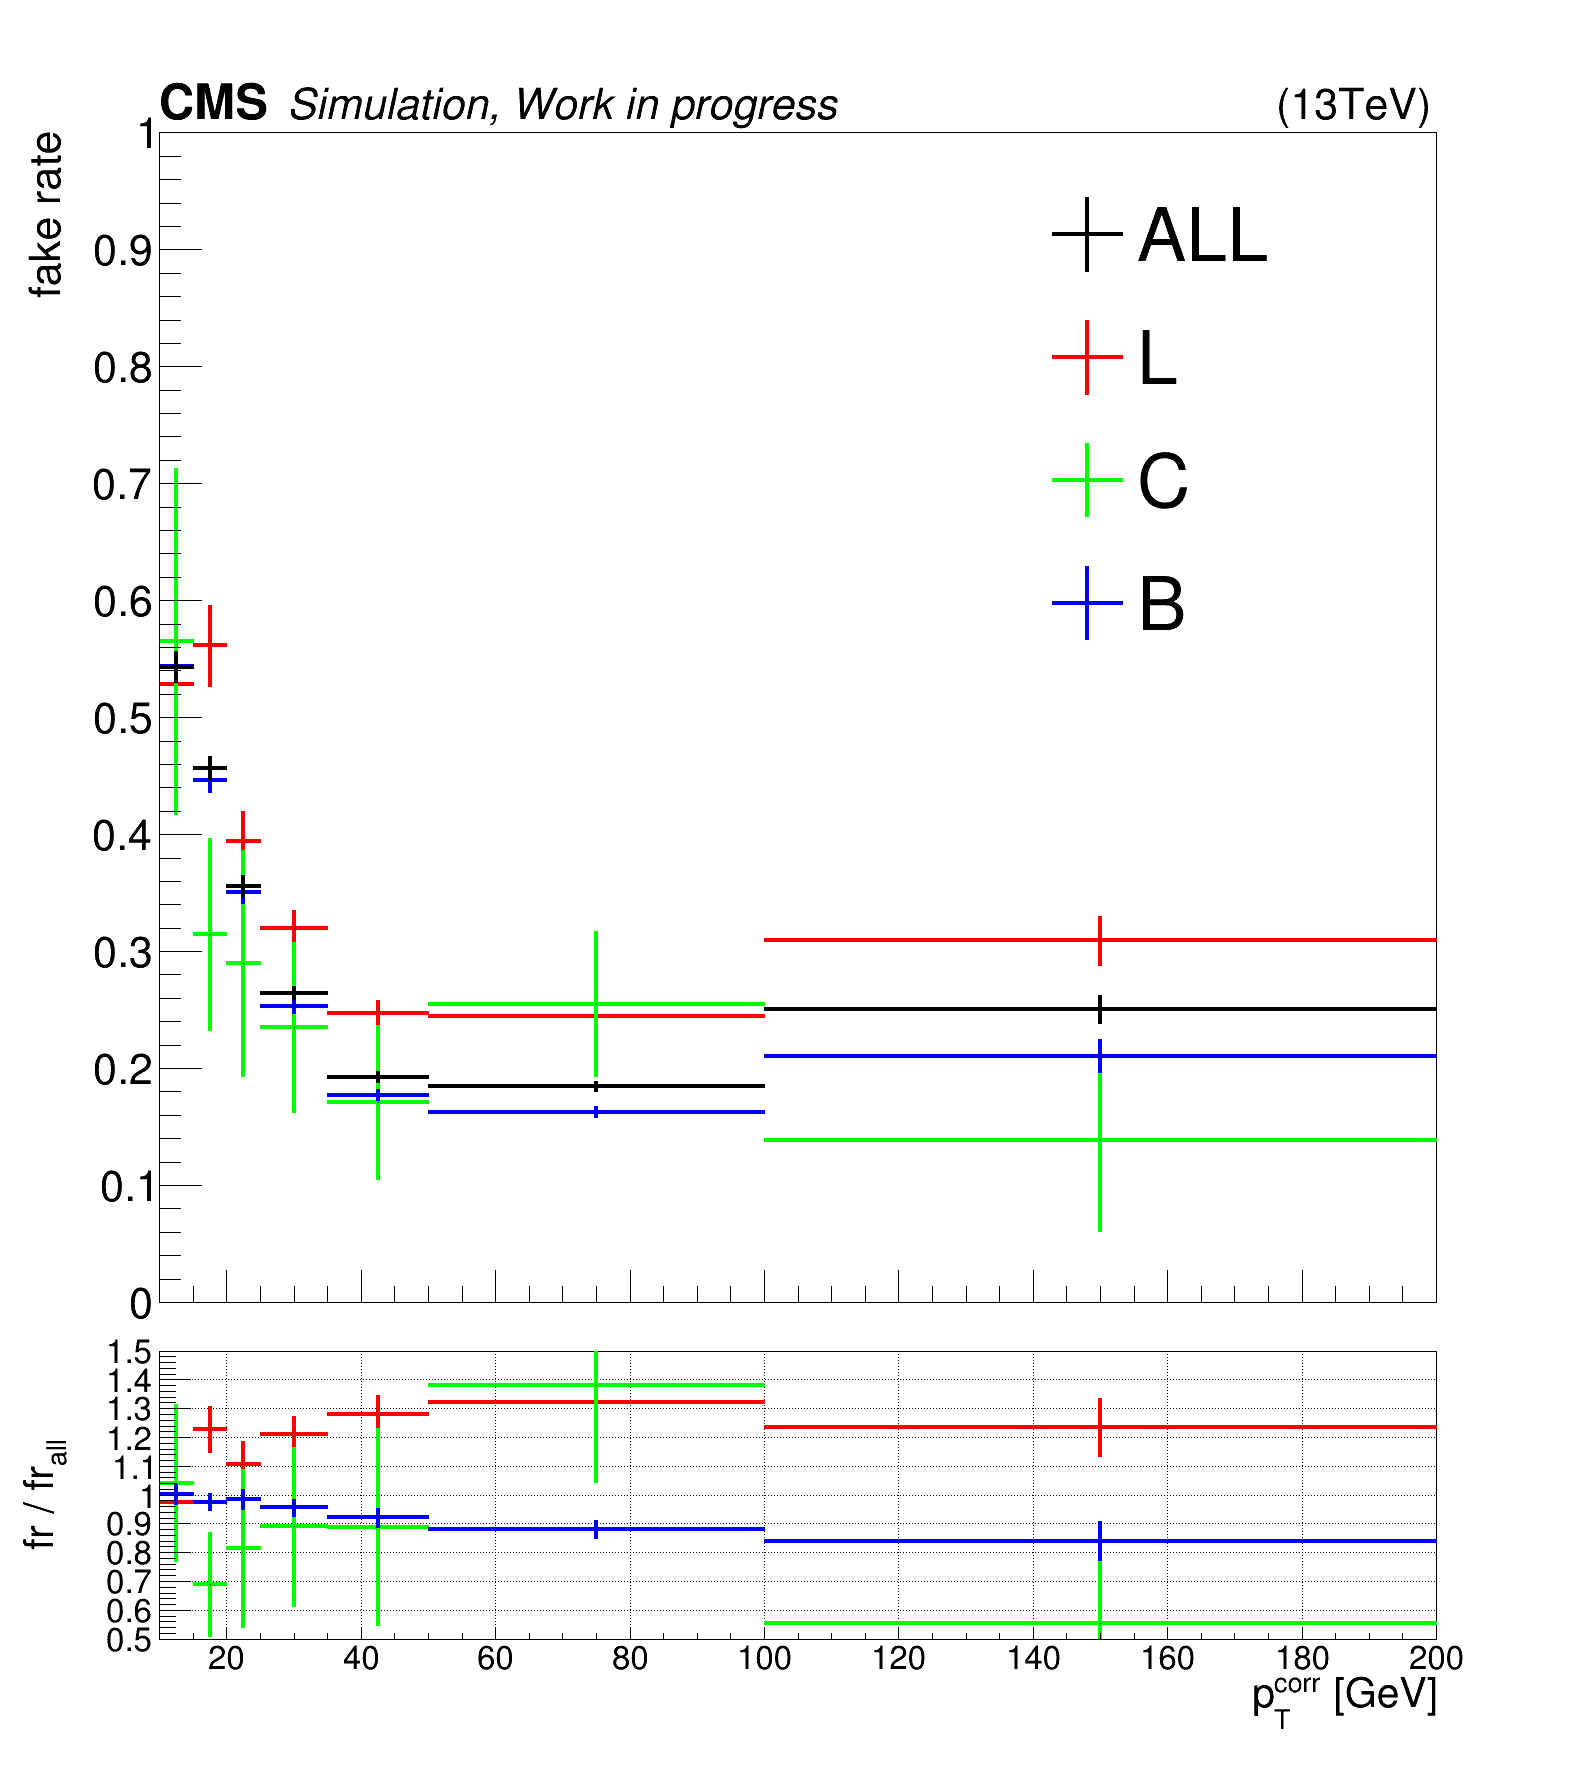 CMS Simulation, Work in progress (13TeV)
fake rate
1
0.9
0.8
0.7
0.6
0.5
0.4
0.3
0.2
0.1
0
ALL
L
C
B
fr / fr_all
1.5
1.4
1.3
1.2
1.1
1
0.9
0.8
0.7
0.6
0.5
20 40 60 80 100 120 140 160 180 200
p_T^corr [GeV]